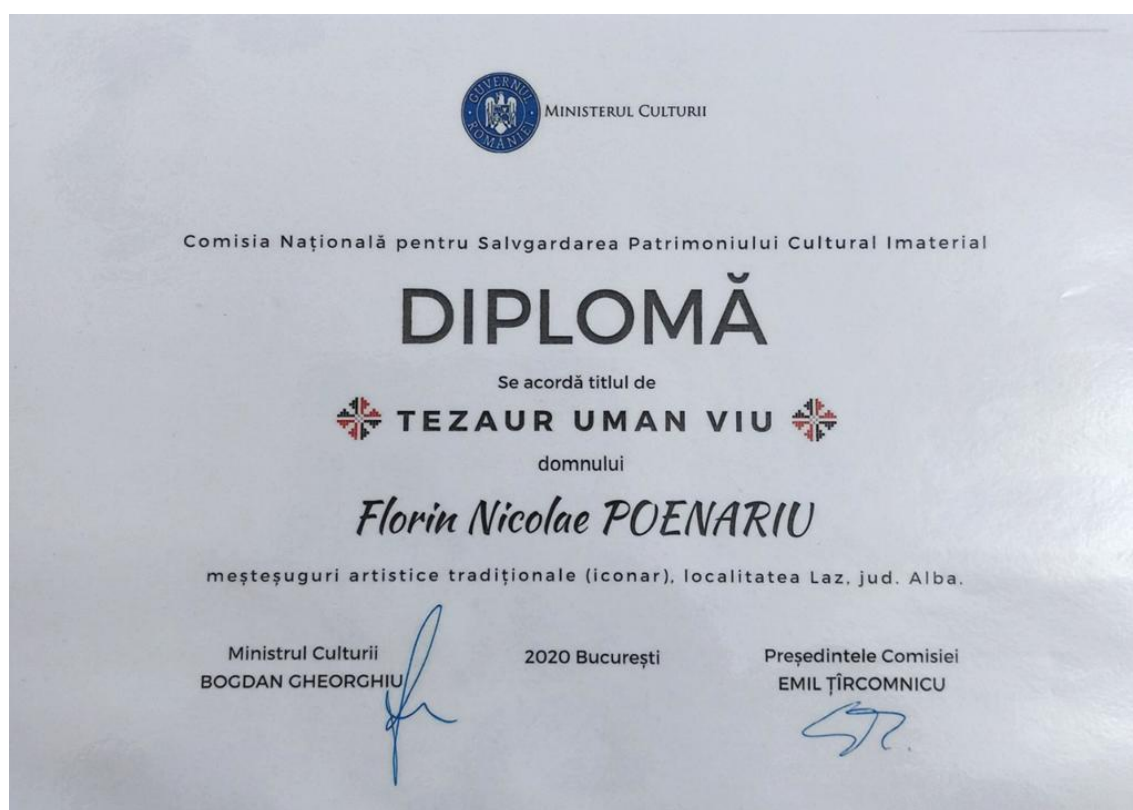 GUVERNUL ROMÂNIEI
MINISTERUL CULTURII
Comisia Națională pentru Salvgardarea Patrimoniului Cultural Imaterial
DIPLOMĂ
Se acordă titlul de
TEZAUR UMAN VIU
domnului
Florin Nicolae POENARIU
meșteșuguri artistice tradiționale (iconar), localitatea Laz, jud. Alba.
Ministrul Culturii
BOGDAN GHEORGHIU
2020 București
Președintele Comisiei
EMIL ȚÎRCOMNICU